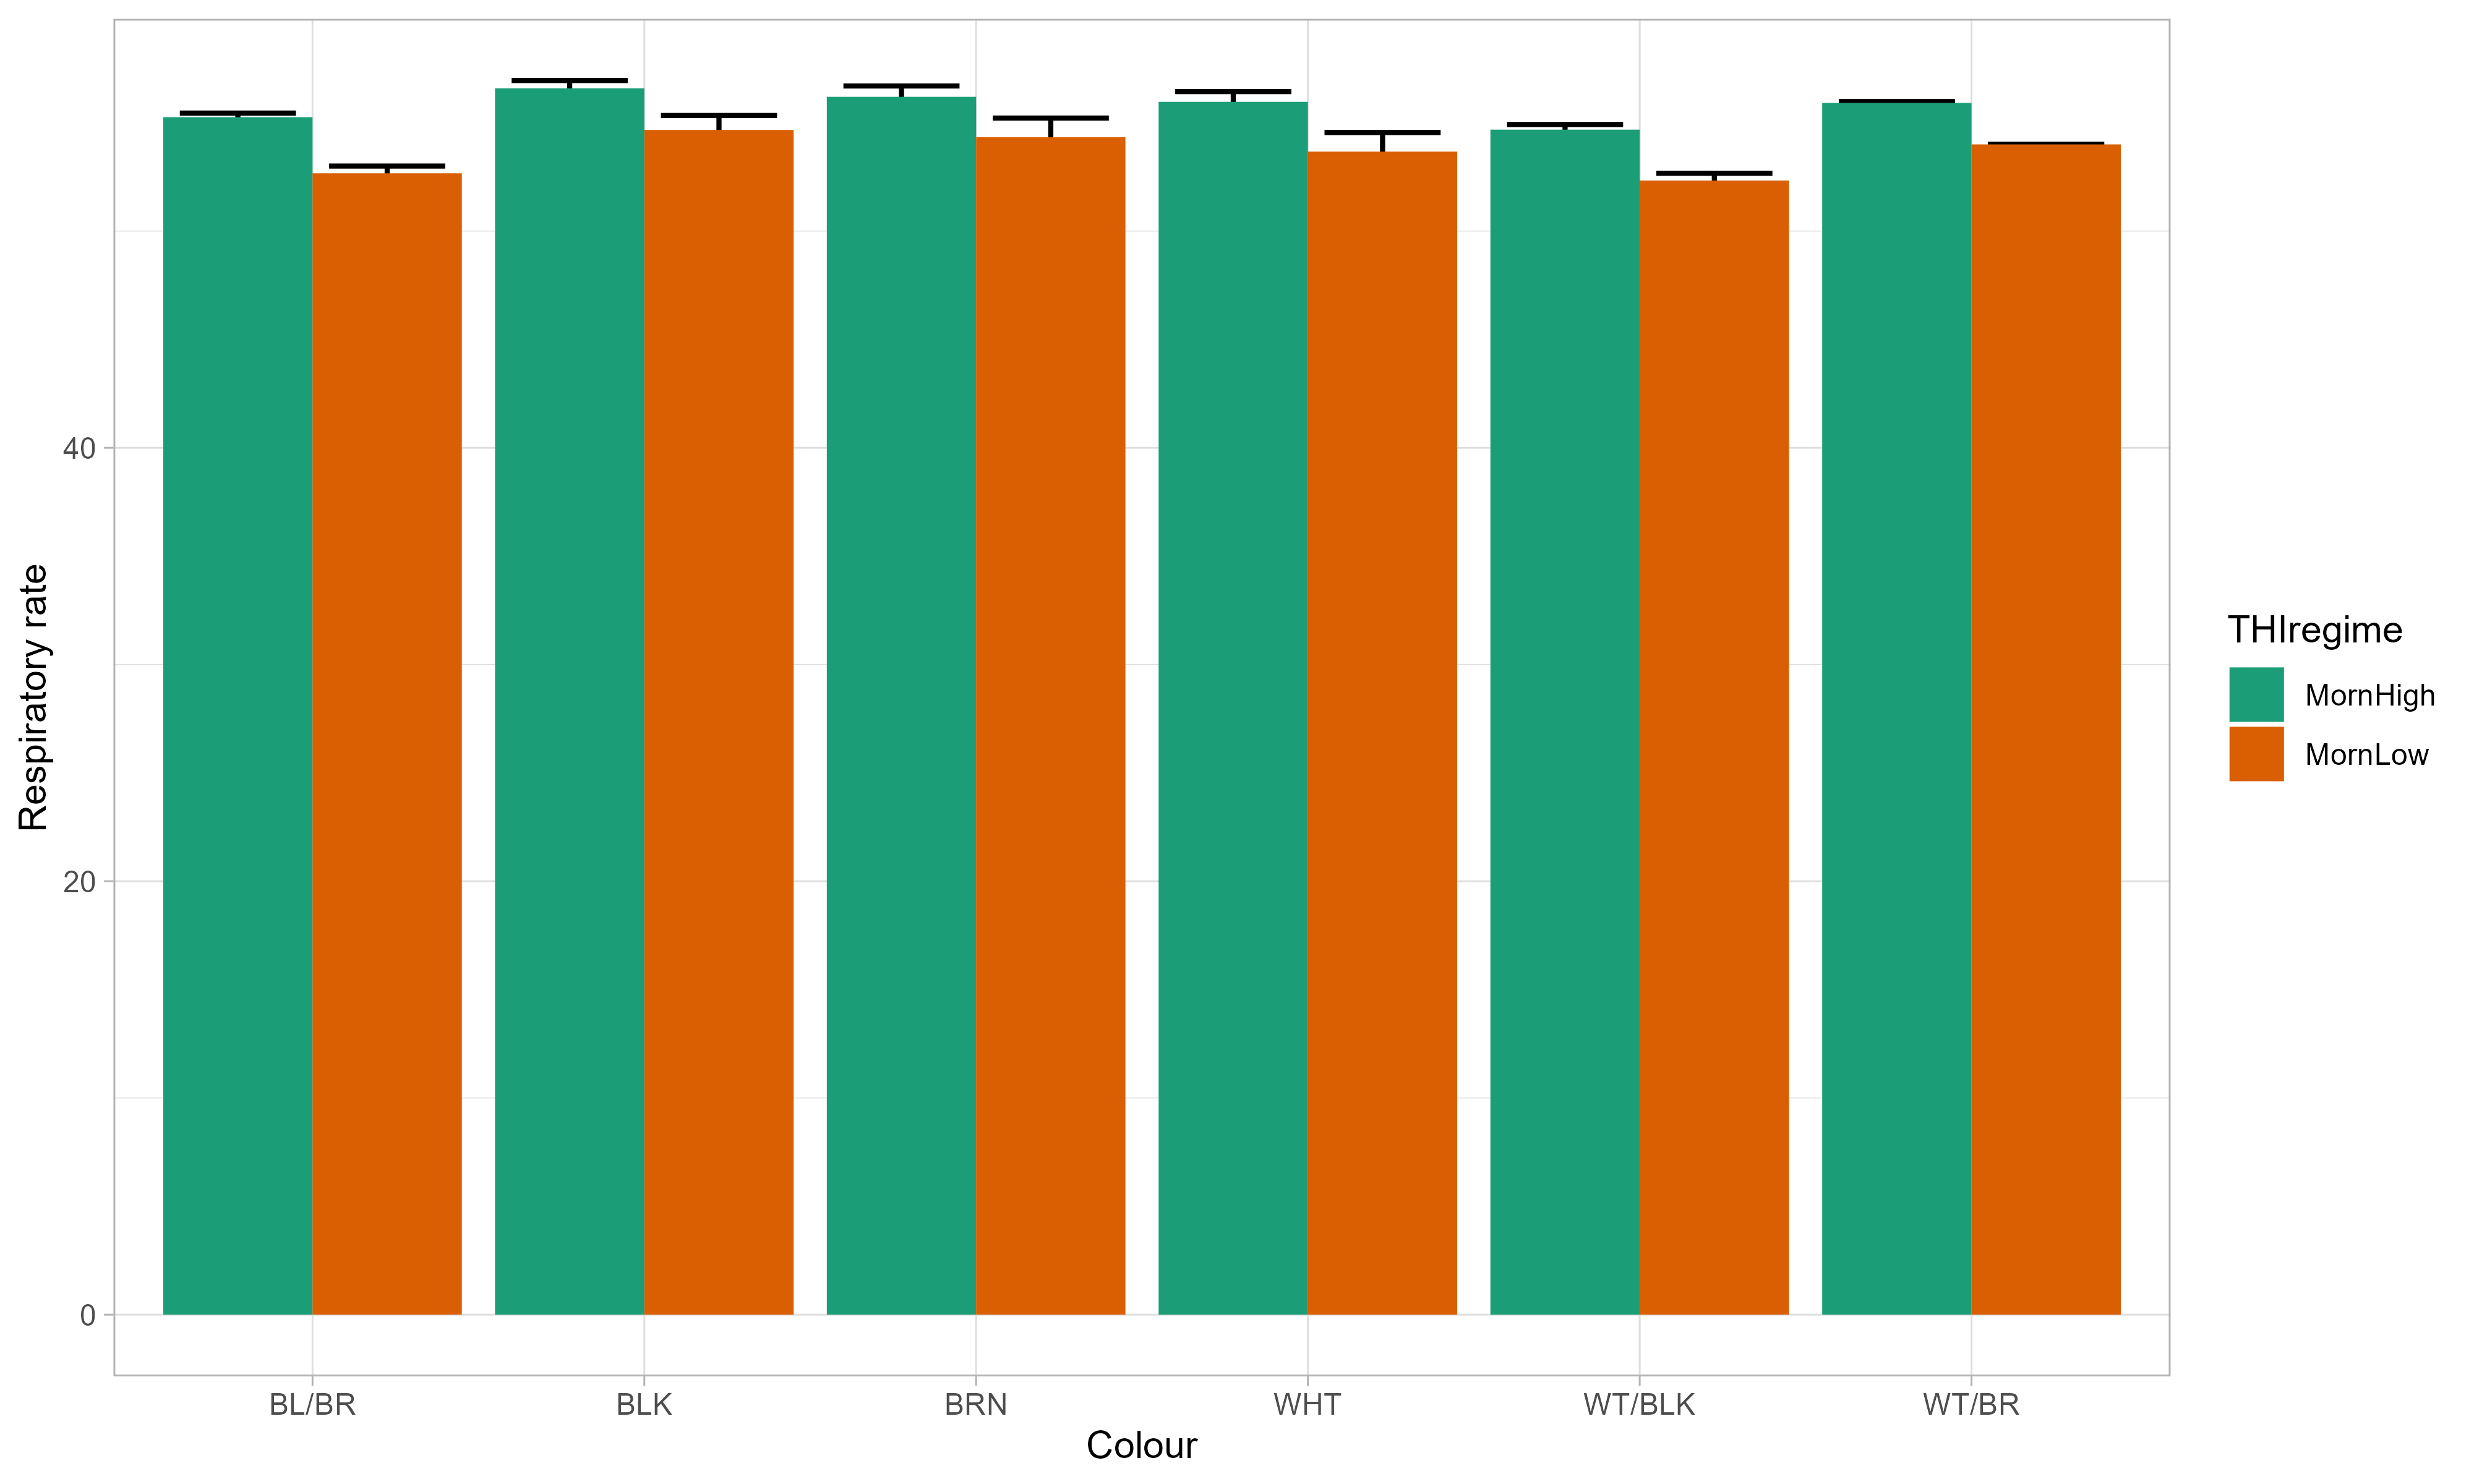 Respiratory rate
40
20
0
BL/BR BLK BRN WHT WT/BLK WT/BR
Colour
THIregime
MornHigh
MornLow